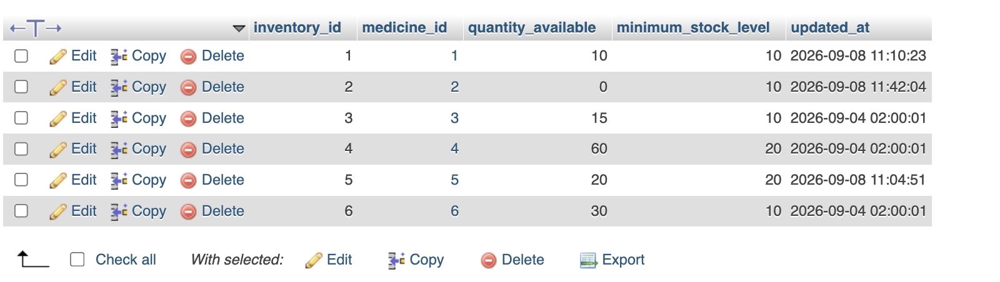 inventory_id medicine_id quantity_available minimum_stock_level updated_at
Edit Copy Delete 1 1 10 10 2026-09-08 11:10:23
Edit Copy Delete 2 2 0 10 2026-09-08 11:42:04
Edit Copy Delete 3 3 15 10 2026-09-04 02:00:01
Edit Copy Delete 4 4 60 20 2026-09-04 02:00:01
Edit Copy Delete 5 5 20 20 2026-09-08 11:04:51
Edit Copy Delete 6 6 30 10 2026-09-04 02:00:01
Check all With selected: Edit Copy Delete Export